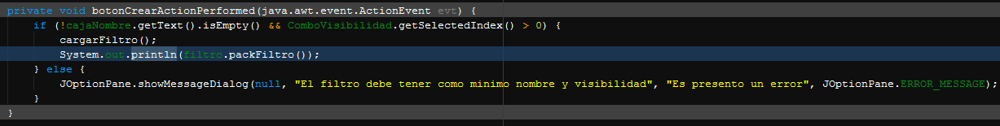 private void botonCrearActionPerformed(java.awt.event.ActionEvent evt) {
if (!cajaNombre.getText().isEmpty() && ComboVisibilidad.getSelectedIndex() > 0) {
cargarFiltro();
System.out.println(filtro.packFiltro());
} else {
JOptionPane.showMessageDialog(null, "El filtro debe tener como minimo nombre y visibilidad", "Es presento un error", JOptionPane.ERROR_MESSAGE);
}
}